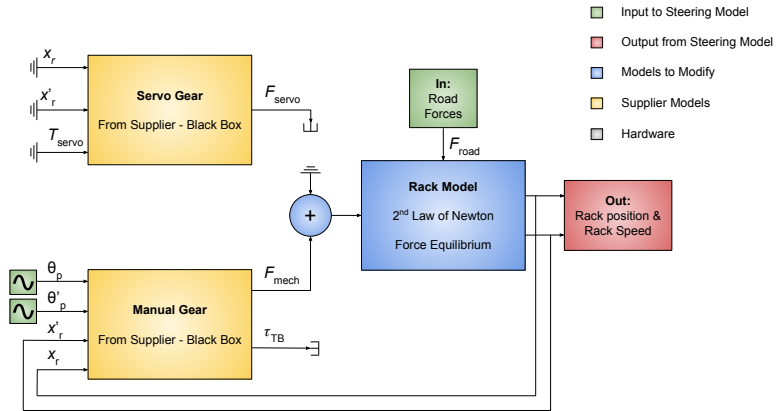 x_r
x'_r
T_servo
Servo Gear
From Supplier - Black Box
F_servo
In:
Road
Forces
F_road
Input to Steering Model
Output from Steering Model
Models to Modify
Supplier Models
Hardware
+
Rack Model
2nd Law of Newton
Force Equilibrium
Out:
Rack position &
Rack Speed
θ_p
θ'_p
x'_r
x_r
Manual Gear
From Supplier - Black Box
F_mech
τ_TB